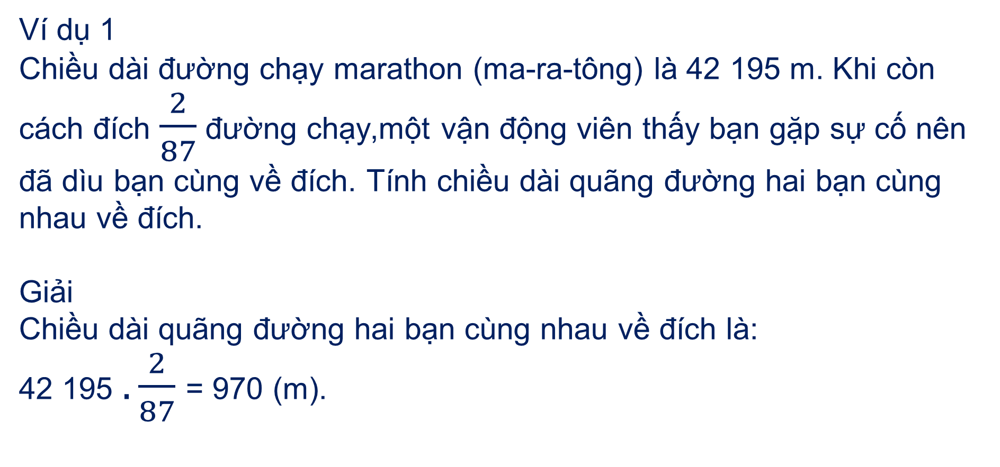 Ví dụ 1
Chiều dài đường chạy marathon (ma-ra-tông) là 42 195 m. Khi còn
cách đích 2/87 đường chạy,một vận động viên thấy bạn gặp sự cố nên
đã dìu bạn cùng về đích. Tính chiều dài quãng đường hai bạn cùng
nhau về đích.
Giải
Chiều dài quãng đường hai bạn cùng nhau về đích là:
42 195 . 2/87 = 970 (m).